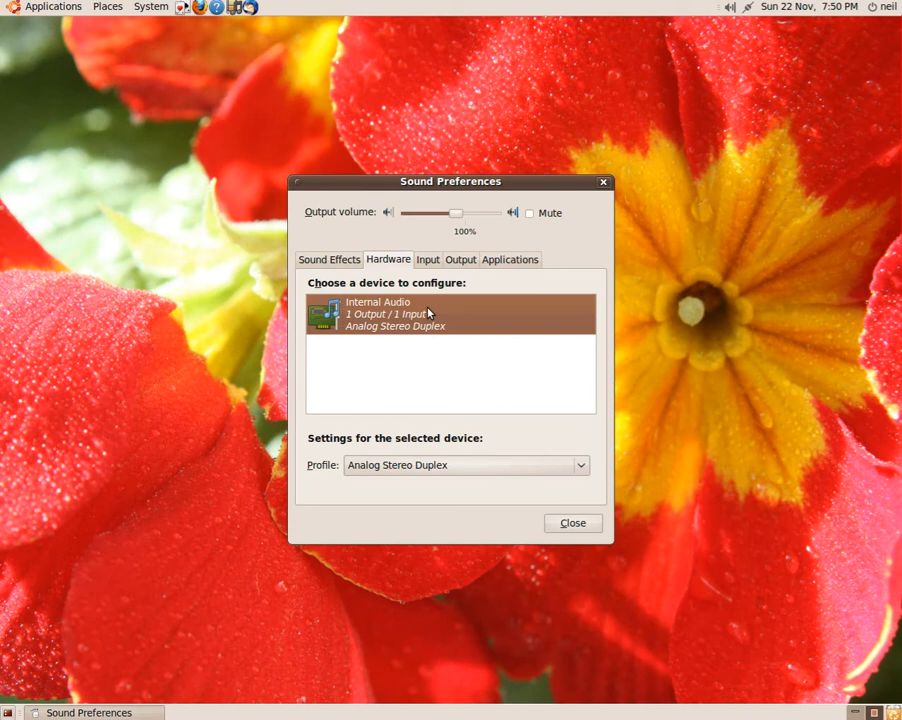 Applications Places System
Sun 22 Nov, 7:50 PM neil
Sound Preferences
Output volume: Mute
100%
Sound Effects Hardware Input Output Applications
Choose a device to configure:
Internal Audio
1 Output / 1 Input
Analog Stereo Duplex
Settings for the selected device:
Profile: Analog Stereo Duplex
Close
Sound Preferences